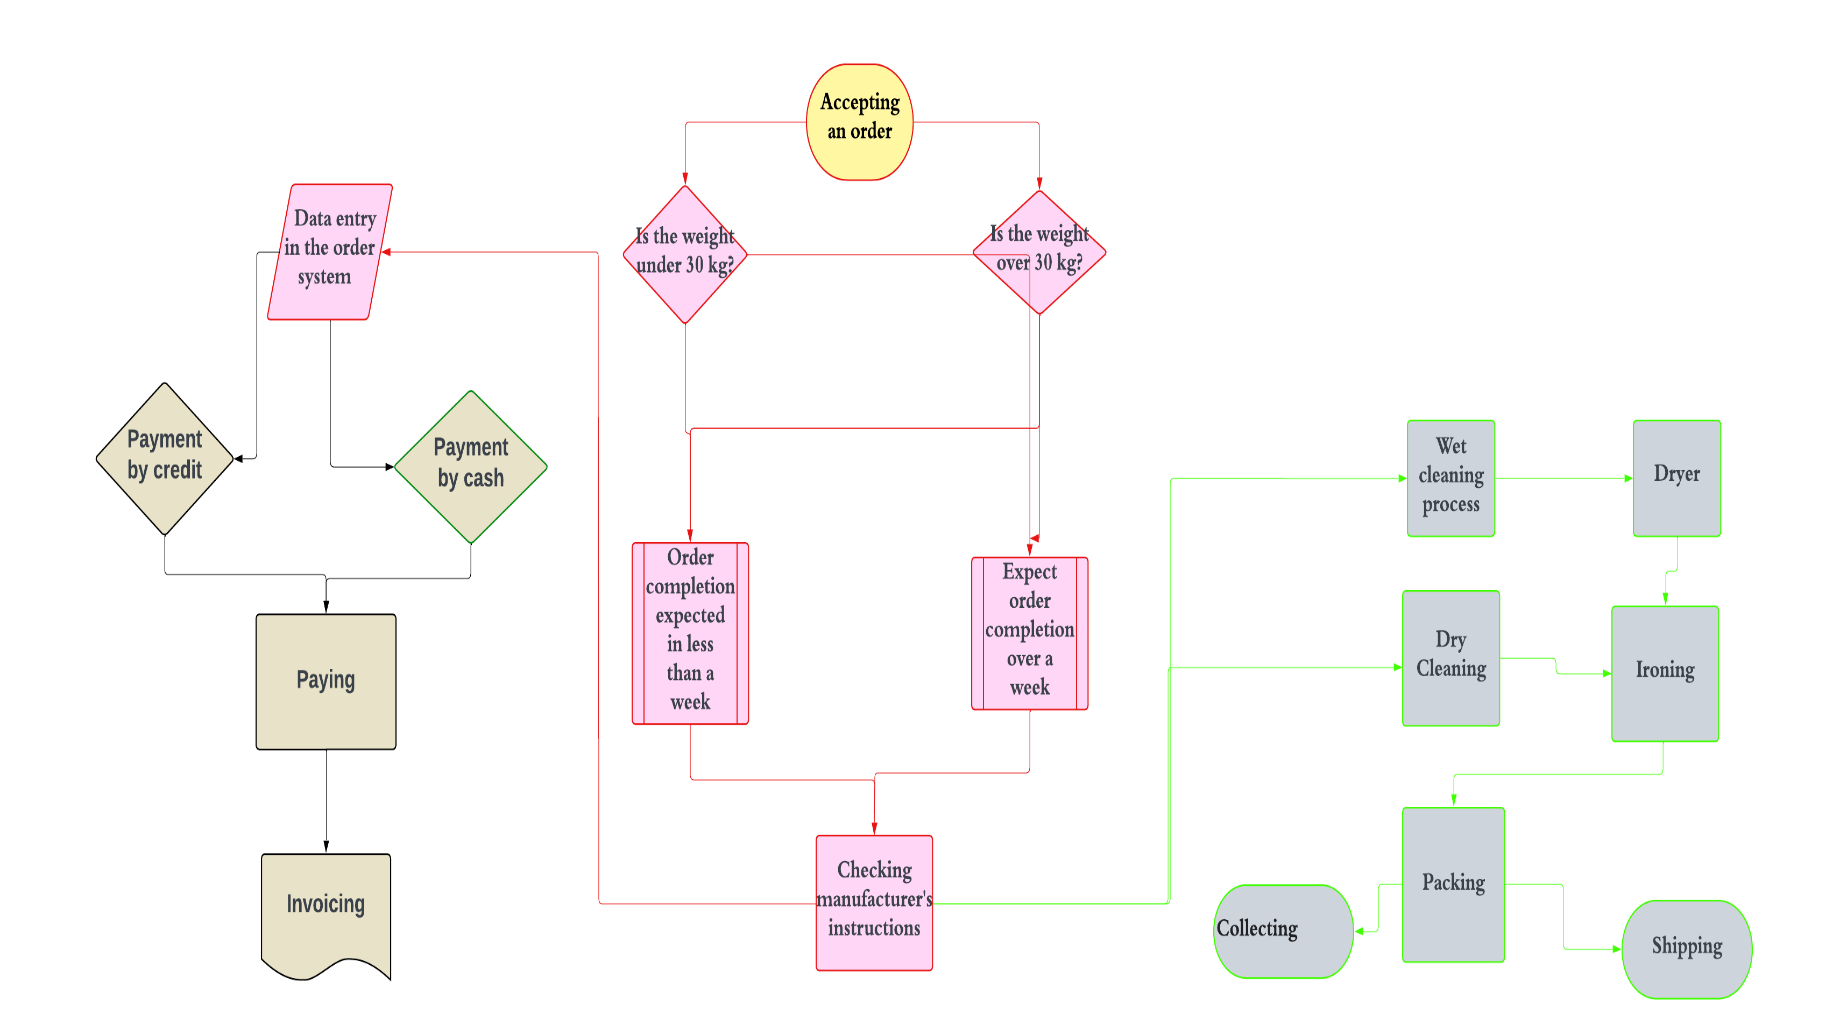 Accepting
an order
Data entry
in the order
system
Is the weight
under 30 kg?
Is the weight
over 30 kg?
Payment
by credit
Payment
by cash
Paying
Invoicing
Order
completion
expected
in less
than a
week
Expect
order
completion
over a
week
Checking
manufacturer's
instructions
Wet
cleaning
process
Dryer
Dry
Cleaning
Ironing
Packing
Collecting
Shipping